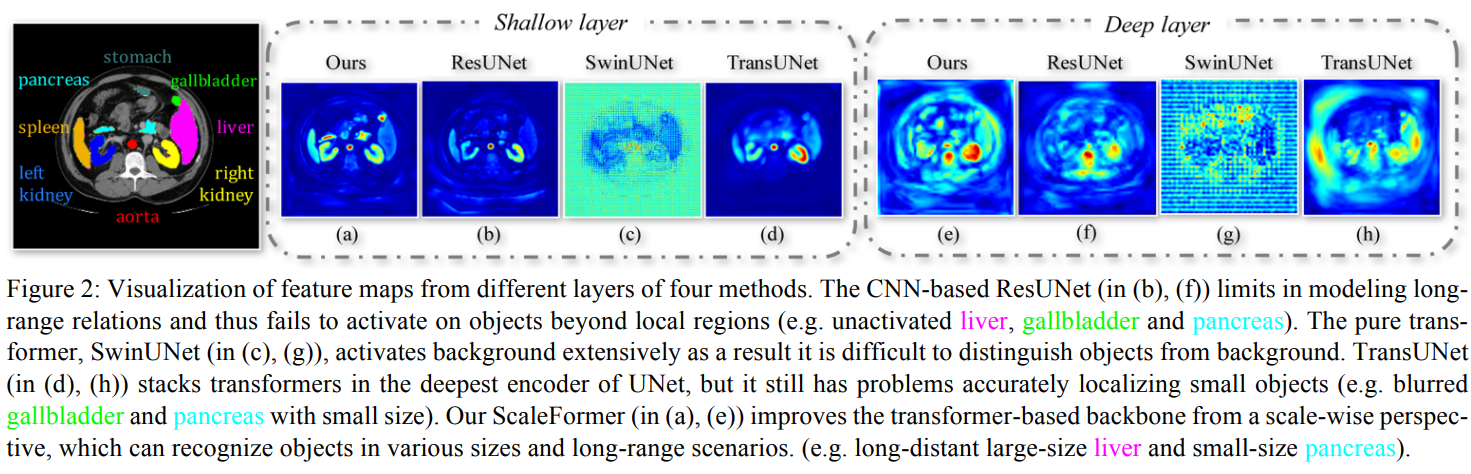 Shallow layer
Deep layer
stomach
pancreas
gallbladder
spleen
liver
left
kidney
right
kidney
aorta
Ours
ResUNet
SwinUNet
TransUNet
Ours
ResUNet
SwinUNet
TransUNet
(a)
(b)
(c)
(d)
(e)
(f)
(g)
(h)
Figure 2: Visualization of feature maps from different layers of four methods. The CNN-based ResUNet (in (b), (f)) limits in modeling long-
range relations and thus fails to activate on objects beyond local regions (e.g. unactivated liver, gallbladder and pancreas). The pure trans-
former, SwinUNet (in (c), (g)), activates background extensively as a result it is difficult to distinguish objects from background. TransUNet
(in (d), (h)) stacks transformers in the deepest encoder of UNet, but it still has problems accurately localizing small objects (e.g. blurred
gallbladder and pancreas with small size). Our ScaleFormer (in (a), (e)) improves the transformer-based backbone from a scale-wise perspec-
tive, which can recognize objects in various sizes and long-range scenarios. (e.g. long-distant large-size liver and small-size pancreas).